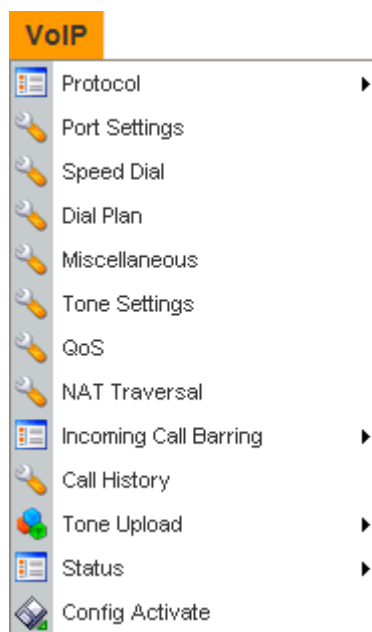 VoIP
Protocol
Port Settings
Speed Dial
Dial Plan
Miscellaneous
Tone Settings
QoS
NAT Traversal
Incoming Call Barring
Call History
Tone Upload
Status
Config Activate